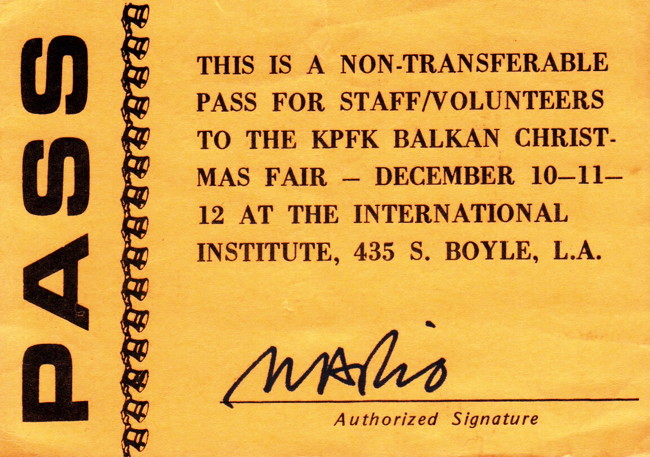 PASS
THIS IS A NON-TRANSFERABLE
PASS FOR STAFF/VOLUNTEERS
TO THE KPFK BALKAN CHRIST-
MAS FAIR — DECEMBER 10—11—
12 AT THE INTERNATIONAL
INSTITUTE, 435 S. BOYLE, L.A.
MARio
Authorized Signature